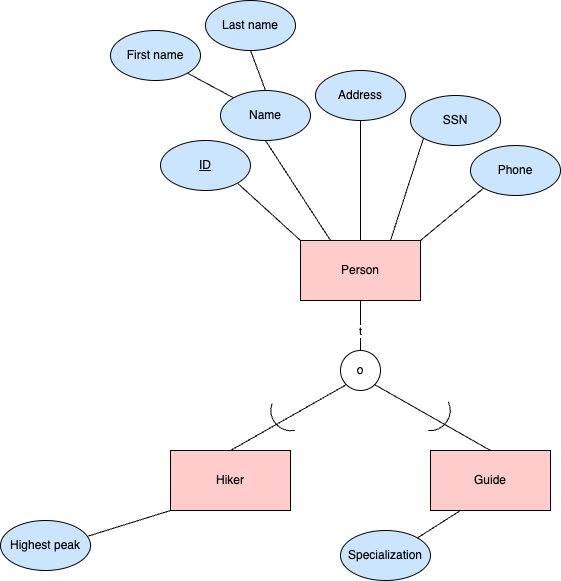 Last name
First name
Name
Address
SSN
ID
Phone
Person
t
o
Hiker
Guide
Highest peak
Specialization